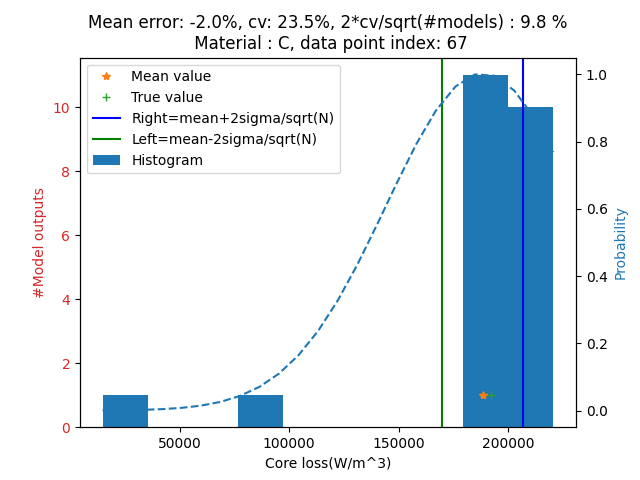 Mean error: -2.0%, cv: 23.5%, 2*cv/sqrt(#models) : 9.8 %
Material : C, data point index: 67
Mean value
True value
Right=mean+2sigma/sqrt(N)
Left=mean-2sigma/sqrt(N)
Histogram
#Model outputs
10
8
6
4
2
0
1.0
0.8
0.6
0.4
0.2
0.0
Probability
50000 100000 150000 200000
Core loss(W/m^3)